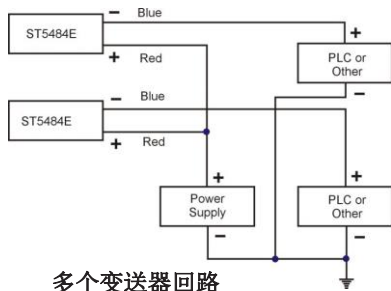 − Blue
ST5484E
+ Red
+
PLC or
Other
−
− Blue
ST5484E
+ Red
+
Power
Supply
−
+
PLC or
Other
−
多个变送器回路